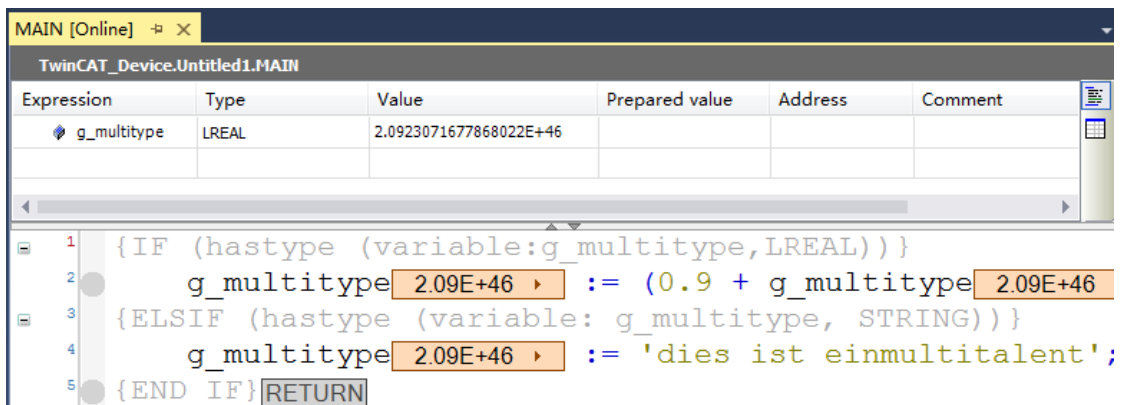 MAIN [Online]
TwinCAT_Device.Untitled1.MAIN
Expression Type Value Prepared value Address Comment
g_multitype LREAL 2.0923071677868022E+46
1 {IF (hastype (variable:g_multitype,LREAL))}
2 g_multitype 2.09E+46 := (0.9 + g_multitype 2.09E+46
3 {ELSIF (hastype (variable: g_multitype, STRING))}
4 g_multitype 2.09E+46 := 'dies ist einmultitalent';
5 {END IF}RETURN